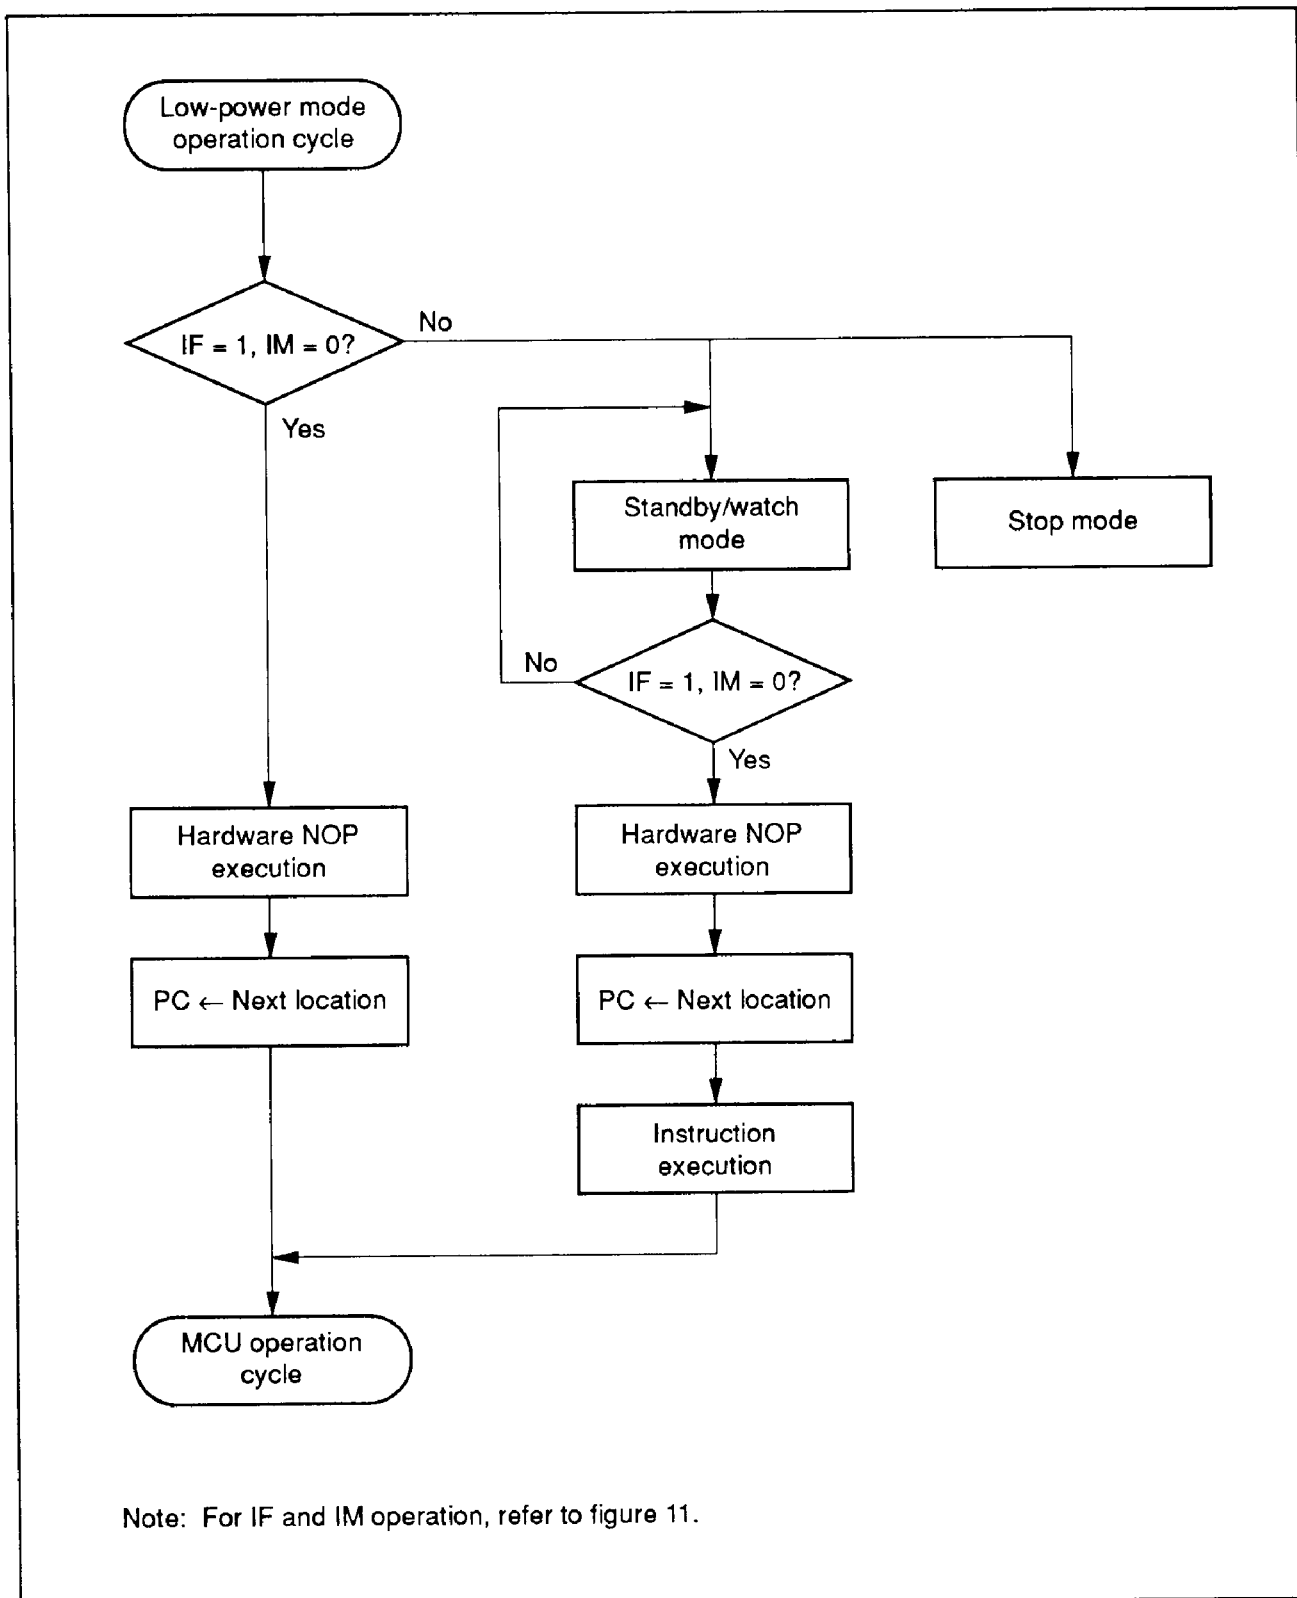 Low-power mode
operation cycle
IF = 1, IM = 0?
No
Yes
Standby/watch
mode
Stop mode
No
IF = 1, IM = 0?
Yes
Hardware NOP
execution
Hardware NOP
execution
PC ← Next location
PC ← Next location
Instruction
execution
MCU operation
cycle
Note: For IF and IM operation, refer to figure 11.